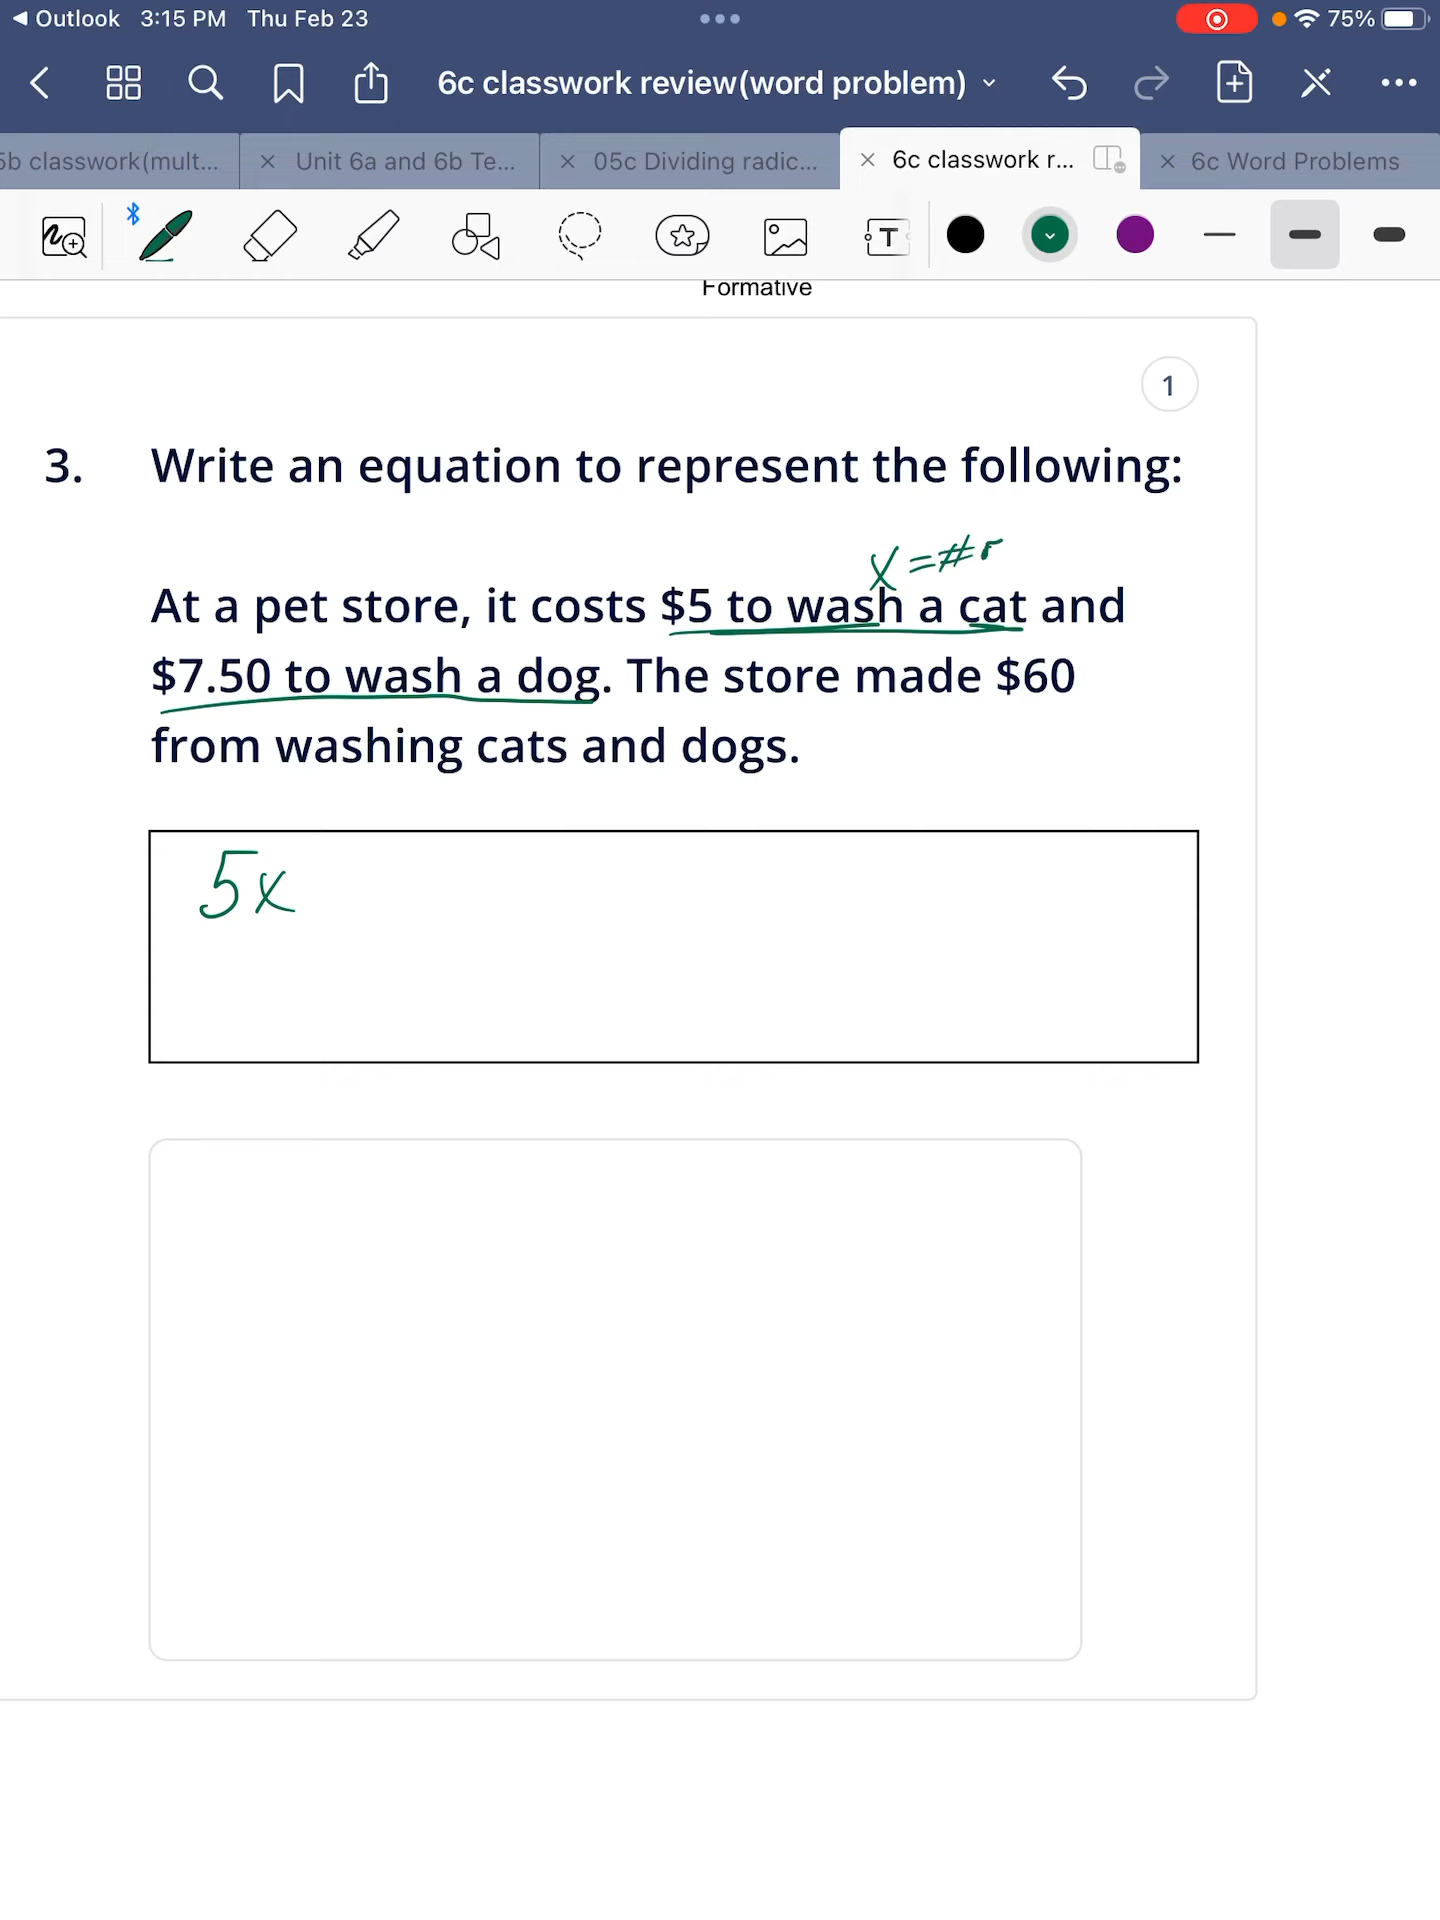 Outlook 3:15 PM Thu Feb 23 75%
6c classwork review(word problem)
5b classwork(mult... Unit 6a and 6b Te... 05c Dividing radic... 6c classwork r... 6c Word Problems
T
Formative
1
3. Write an equation to represent the following:
x = # r
At a pet store, it costs $5 to wash a cat and
$7.50 to wash a dog. The store made $60
from washing cats and dogs.
5x